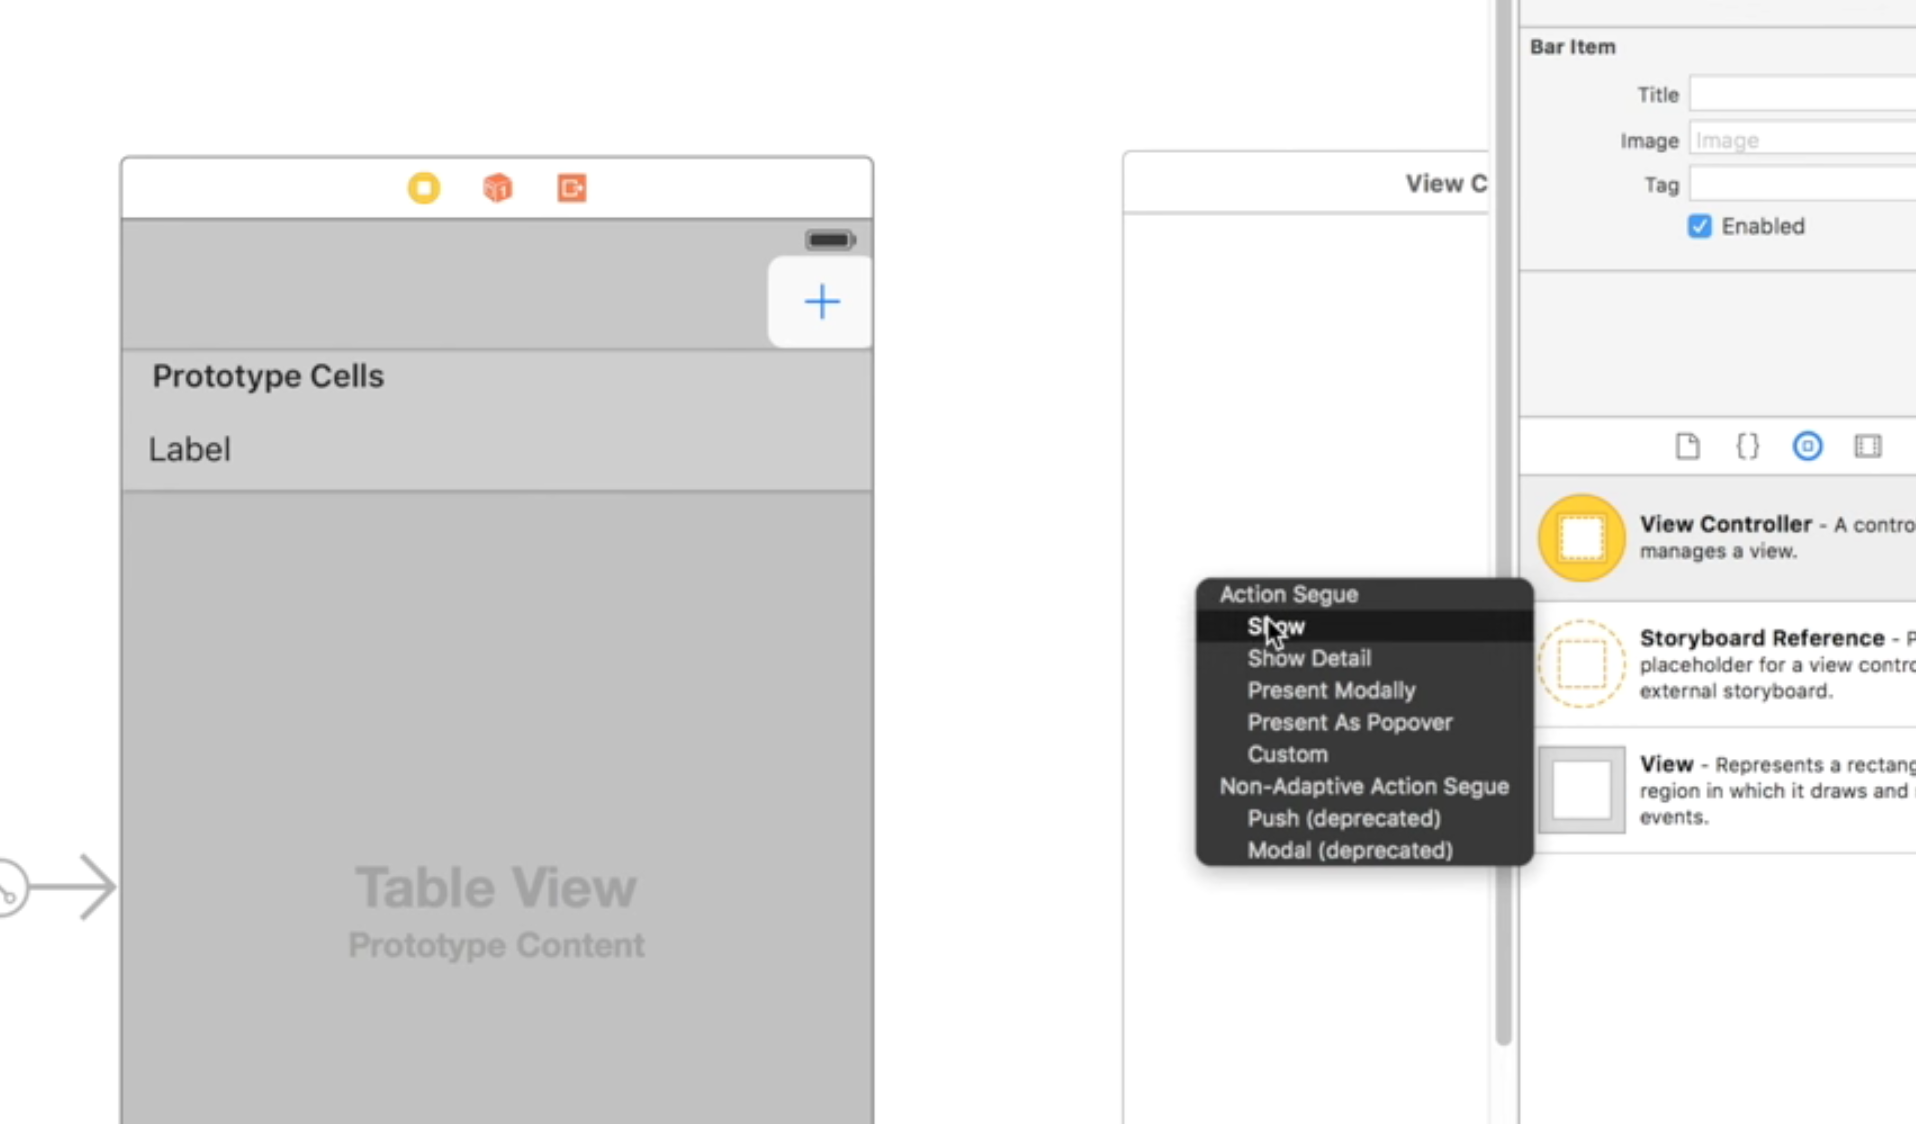 Bar Item
Title
Image Image
Tag
Enabled
View C
Prototype Cells
Label
Table View
Prototype Content
Action Segue
Show
Show Detail
Present Modally
Present As Popover
Custom
Non-Adaptive Action Segue
Push (deprecated)
Modal (deprecated)
View Controller - A contro
manages a view.
Storyboard Reference - P
placeholder for a view contro
external storyboard.
View - Represents a rectang
region in which it draws and
events.